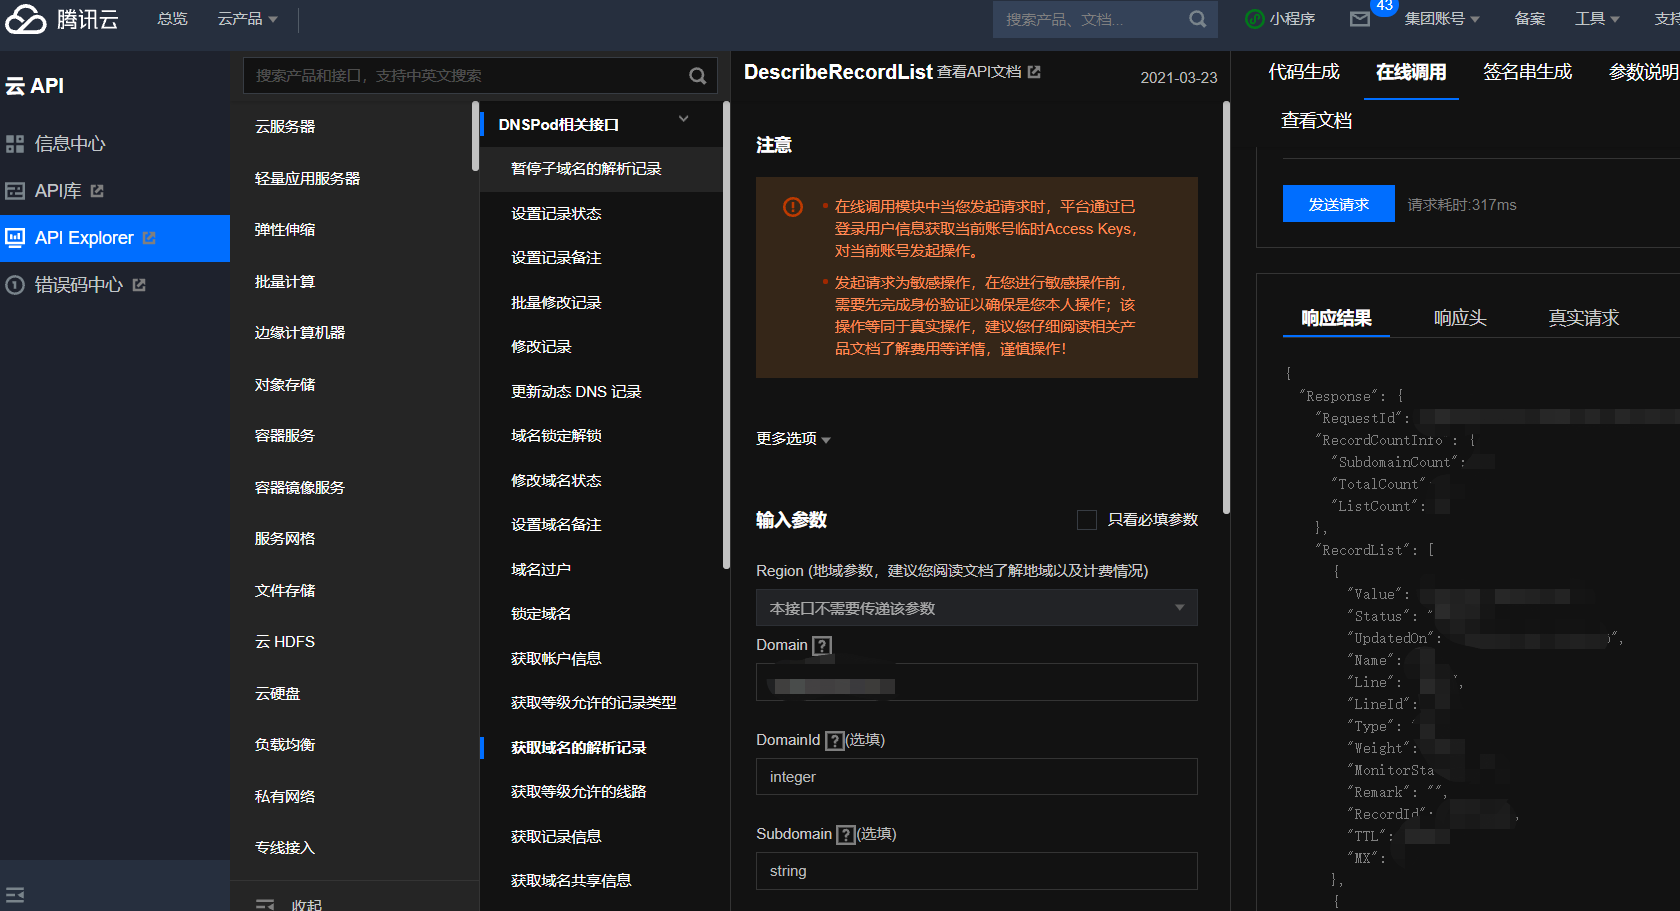 腾讯云
总览
云产品
搜索产品、文档...
小程序
43
集团账号
备案
工具
支持
云 API
信息中心
API库
API Explorer
错误码中心
搜索产品和接口，支持中英文搜索
云服务器
轻量应用服务器
弹性伸缩
批量计算
边缘计算机器
对象存储
容器服务
容器镜像服务
服务网格
文件存储
云 HDFS
云硬盘
负载均衡
私有网络
专线接入
收起
DNSPod相关接口
暂停子域名的解析记录
设置记录状态
设置记录备注
批量修改记录
修改记录
更新动态 DNS 记录
域名锁定解锁
修改域名状态
设置域名备注
域名过户
锁定域名
获取帐户信息
获取等级允许的记录类型
获取域名的解析记录
获取等级允许的线路
获取记录信息
获取域名共享信息
DescribeRecordList 查看API文档
2021-03-23
注意
在线调用模块中当您发起请求时，平台通过已
登录用户信息获取当前账号临时Access Keys，
对当前账号发起操作。
发起请求为敏感操作，在您进行敏感操作前，
需要先完成身份验证以确保是您本人操作；该
操作等同于真实操作，建议您仔细阅读相关产
品文档了解费用等详情，谨慎操作！
更多选项
输入参数
只看必填参数
Region (地域参数，建议您阅读文档了解地域以及计费情况)
本接口不需要传递该参数
Domain ?
DomainId ?(选填)
integer
Subdomain ?(选填)
string
代码生成
在线调用
签名串生成
参数说明
查看文档
发送请求
请求耗时:317ms
响应结果
响应头
真实请求
{
"Response": {
"RequestId":
"RecordCountInfo": {
"SubdomainCount":
"TotalCount"
"ListCount":
},
"RecordList": [
{
"Value":
"Status": "
"UpdatedOn": ",
"Name":
"Line": ",
"LineId":
"Type":
"Weight":
"MonitorSta
"Remark": "",
"RecordId": ,
"TTL":
"MX":
},
{